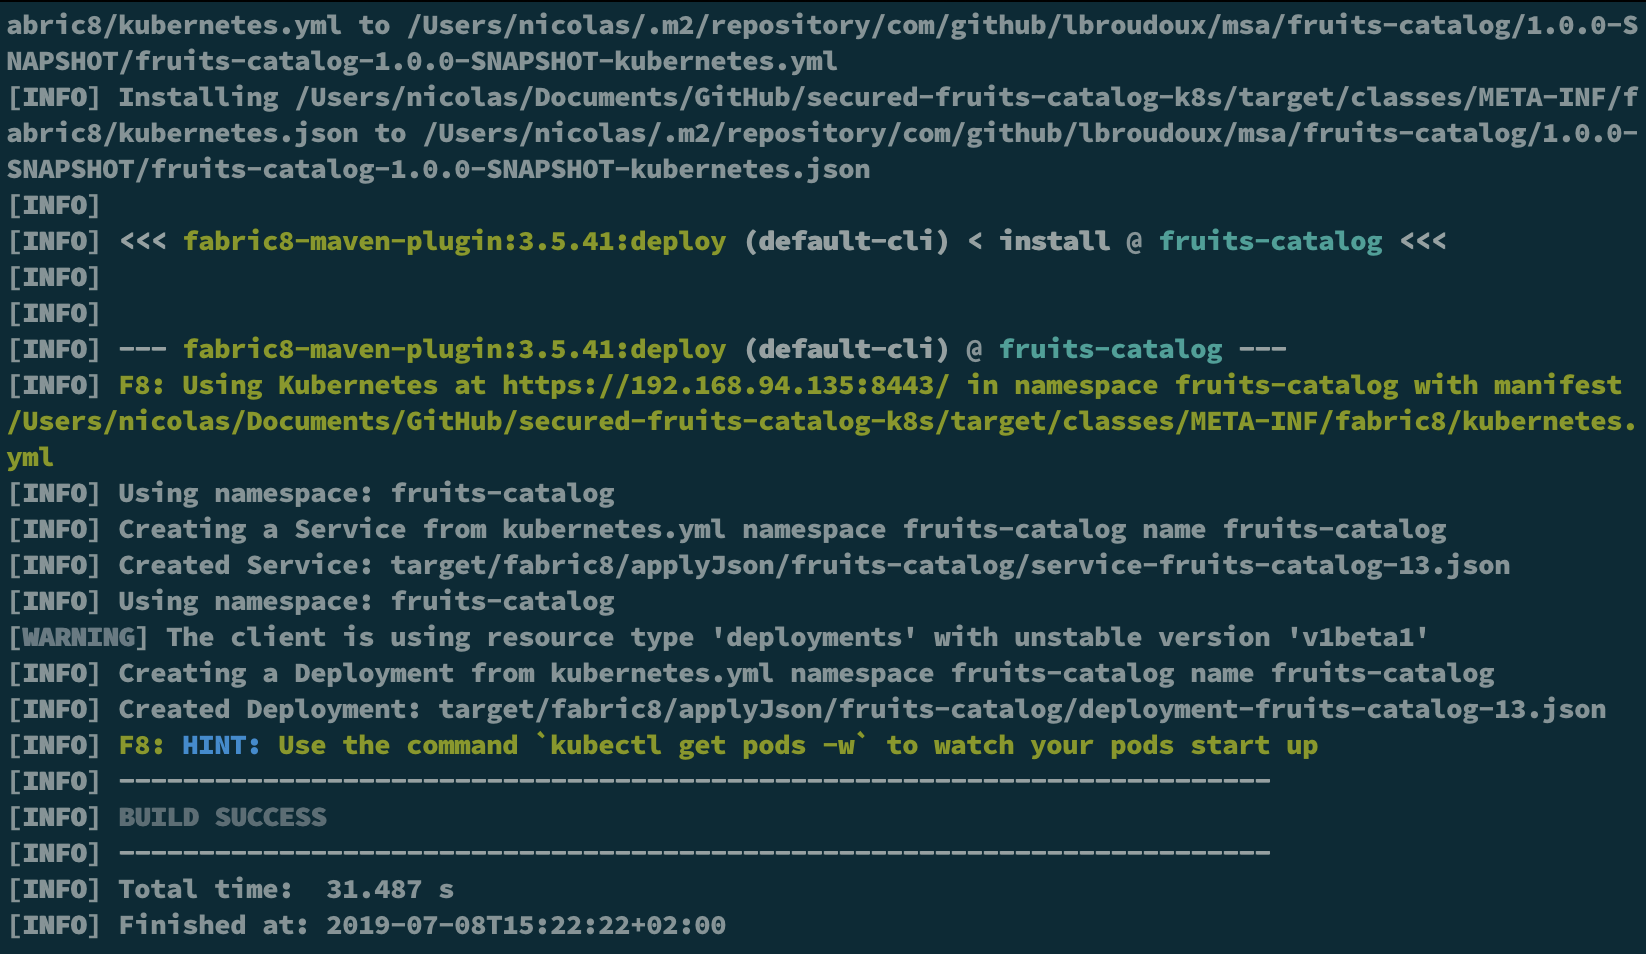 abric8/kubernetes.yml to /Users/nicolas/.m2/repository/com/github/lbroudoux/msa/fruits-catalog/1.0.0-S
NAPSHOT/fruits-catalog-1.0.0-SNAPSHOT-kubernetes.yml
[INFO] Installing /Users/nicolas/Documents/GitHub/secured-fruits-catalog-k8s/target/classes/META-INF/f
abric8/kubernetes.json to /Users/nicolas/.m2/repository/com/github/lbroudoux/msa/fruits-catalog/1.0.0-
SNAPSHOT/fruits-catalog-1.0.0-SNAPSHOT-kubernetes.json
[INFO]
[INFO] <<< fabric8-maven-plugin:3.5.41:deploy (default-cli) < install @ fruits-catalog <<<
[INFO]
[INFO]
[INFO] --- fabric8-maven-plugin:3.5.41:deploy (default-cli) @ fruits-catalog ---
[INFO] F8: Using Kubernetes at https://192.168.94.135:8443/ in namespace fruits-catalog with manifest
/Users/nicolas/Documents/GitHub/secured-fruits-catalog-k8s/target/classes/META-INF/fabric8/kubernetes.
yml
[INFO] Using namespace: fruits-catalog
[INFO] Creating a Service from kubernetes.yml namespace fruits-catalog name fruits-catalog
[INFO] Created Service: target/fabric8/applyJson/fruits-catalog/service-fruits-catalog-13.json
[INFO] Using namespace: fruits-catalog
[WARNING] The client is using resource type 'deployments' with unstable version 'v1beta1'
[INFO] Creating a Deployment from kubernetes.yml namespace fruits-catalog name fruits-catalog
[INFO] Created Deployment: target/fabric8/applyJson/fruits-catalog/deployment-fruits-catalog-13.json
[INFO] F8: HINT: Use the command `kubectl get pods -w` to watch your pods start up
[INFO] ------------------------------------------------------------------------
[INFO] BUILD SUCCESS
[INFO] ------------------------------------------------------------------------
[INFO] Total time:  31.487 s
[INFO] Finished at: 2019-07-08T15:22:22+02:00